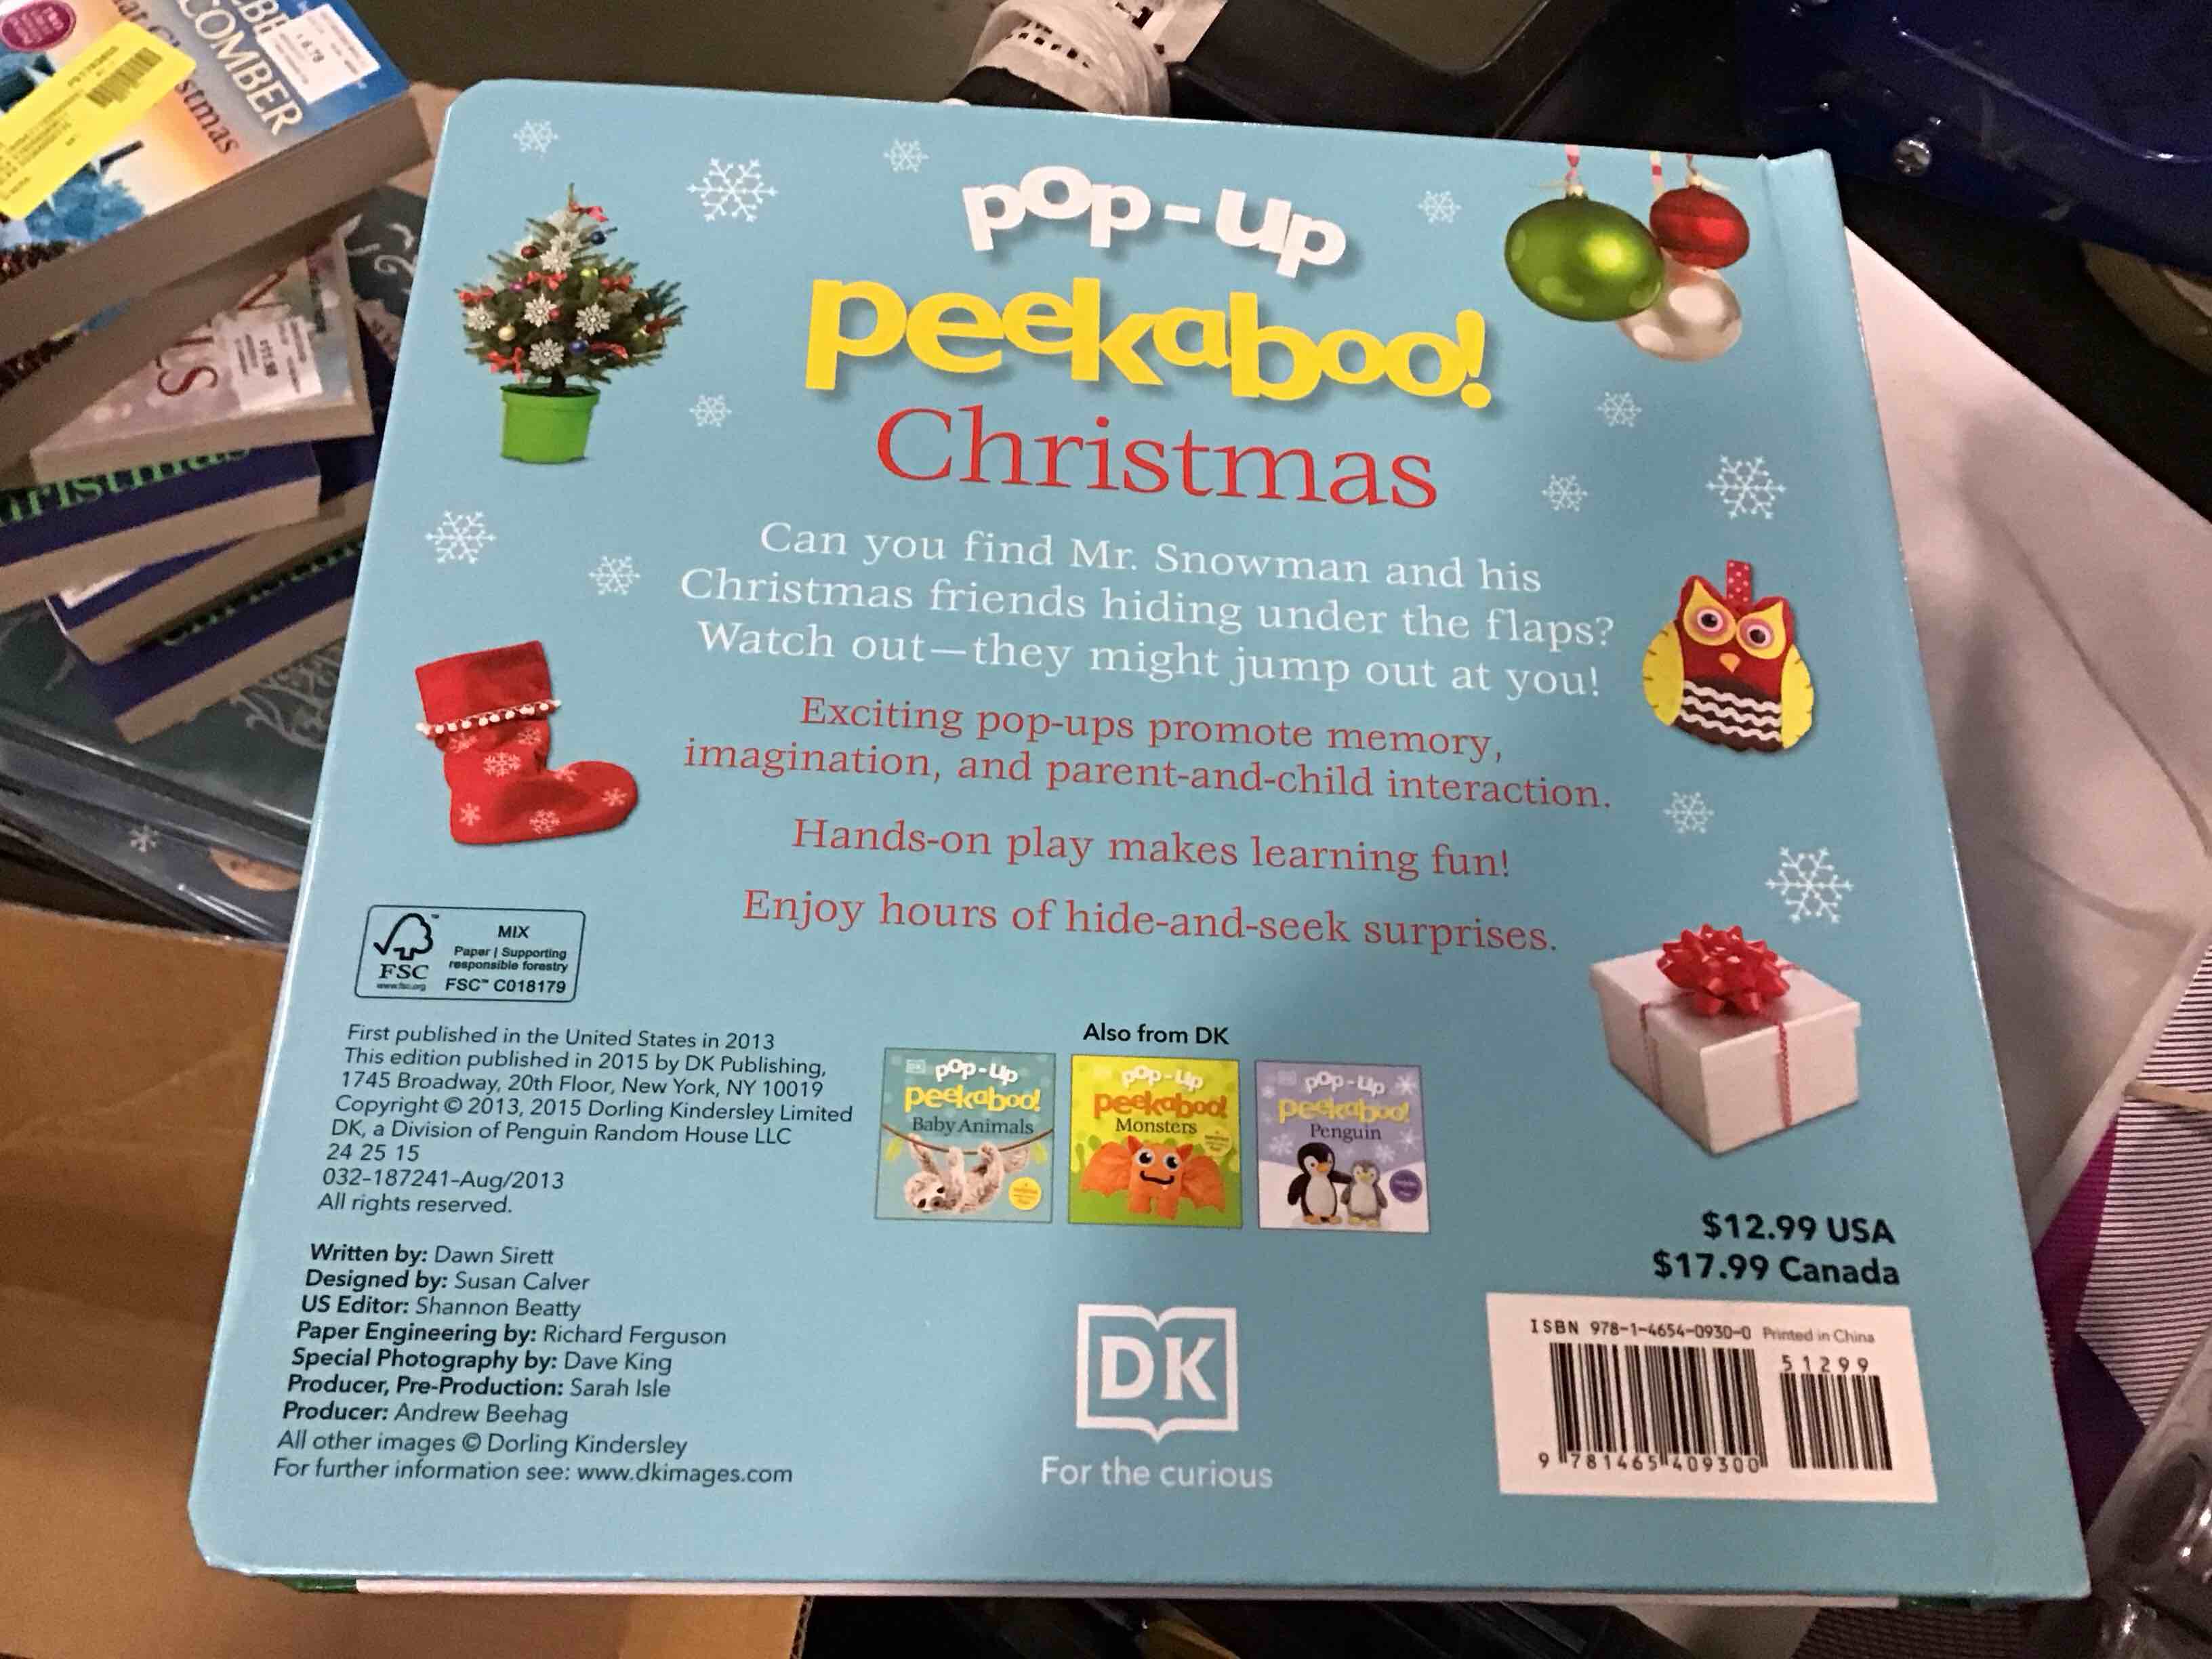 COMBER
stmas
ristmas
pop-up
peekaboo!
Christmas
Can you find Mr. Snowman and his
Christmas friends hiding under the flaps?
Watch out—they might jump out at you!
Exciting pop-ups promote memory,
imagination, and parent-and-child interaction.
Hands-on play makes learning fun!
Enjoy hours of hide-and-seek surprises.
FSC
www.fsc.org
MIX
Paper | Supporting
responsible forestry
FSC™ C018179
First published in the United States in 2013
This edition published in 2015 by DK Publishing,
1745 Broadway, 20th Floor, New York, NY 10019
Copyright © 2013, 2015 Dorling Kindersley Limited
DK, a Division of Penguin Random House LLC
24 25 15
032–187241–Aug/2013
All rights reserved.
Written by: Dawn Sirett
Designed by: Susan Calver
US Editor: Shannon Beatty
Paper Engineering by: Richard Ferguson
Special Photography by: Dave King
Producer, Pre-Production: Sarah Isle
Producer: Andrew Beehag
All other images © Dorling Kindersley
For further information see: www.dkimages.com
Also from DK
pop-up
peekaboo!
Baby Animals
pop-up
peekaboo!
Monsters
pop-up
peekaboo!
Penguin
DK
For the curious
$12.99 USA
$17.99 Canada
ISBN 978-1-4654-0930-0 Printed in China
51299
9 781465 409300